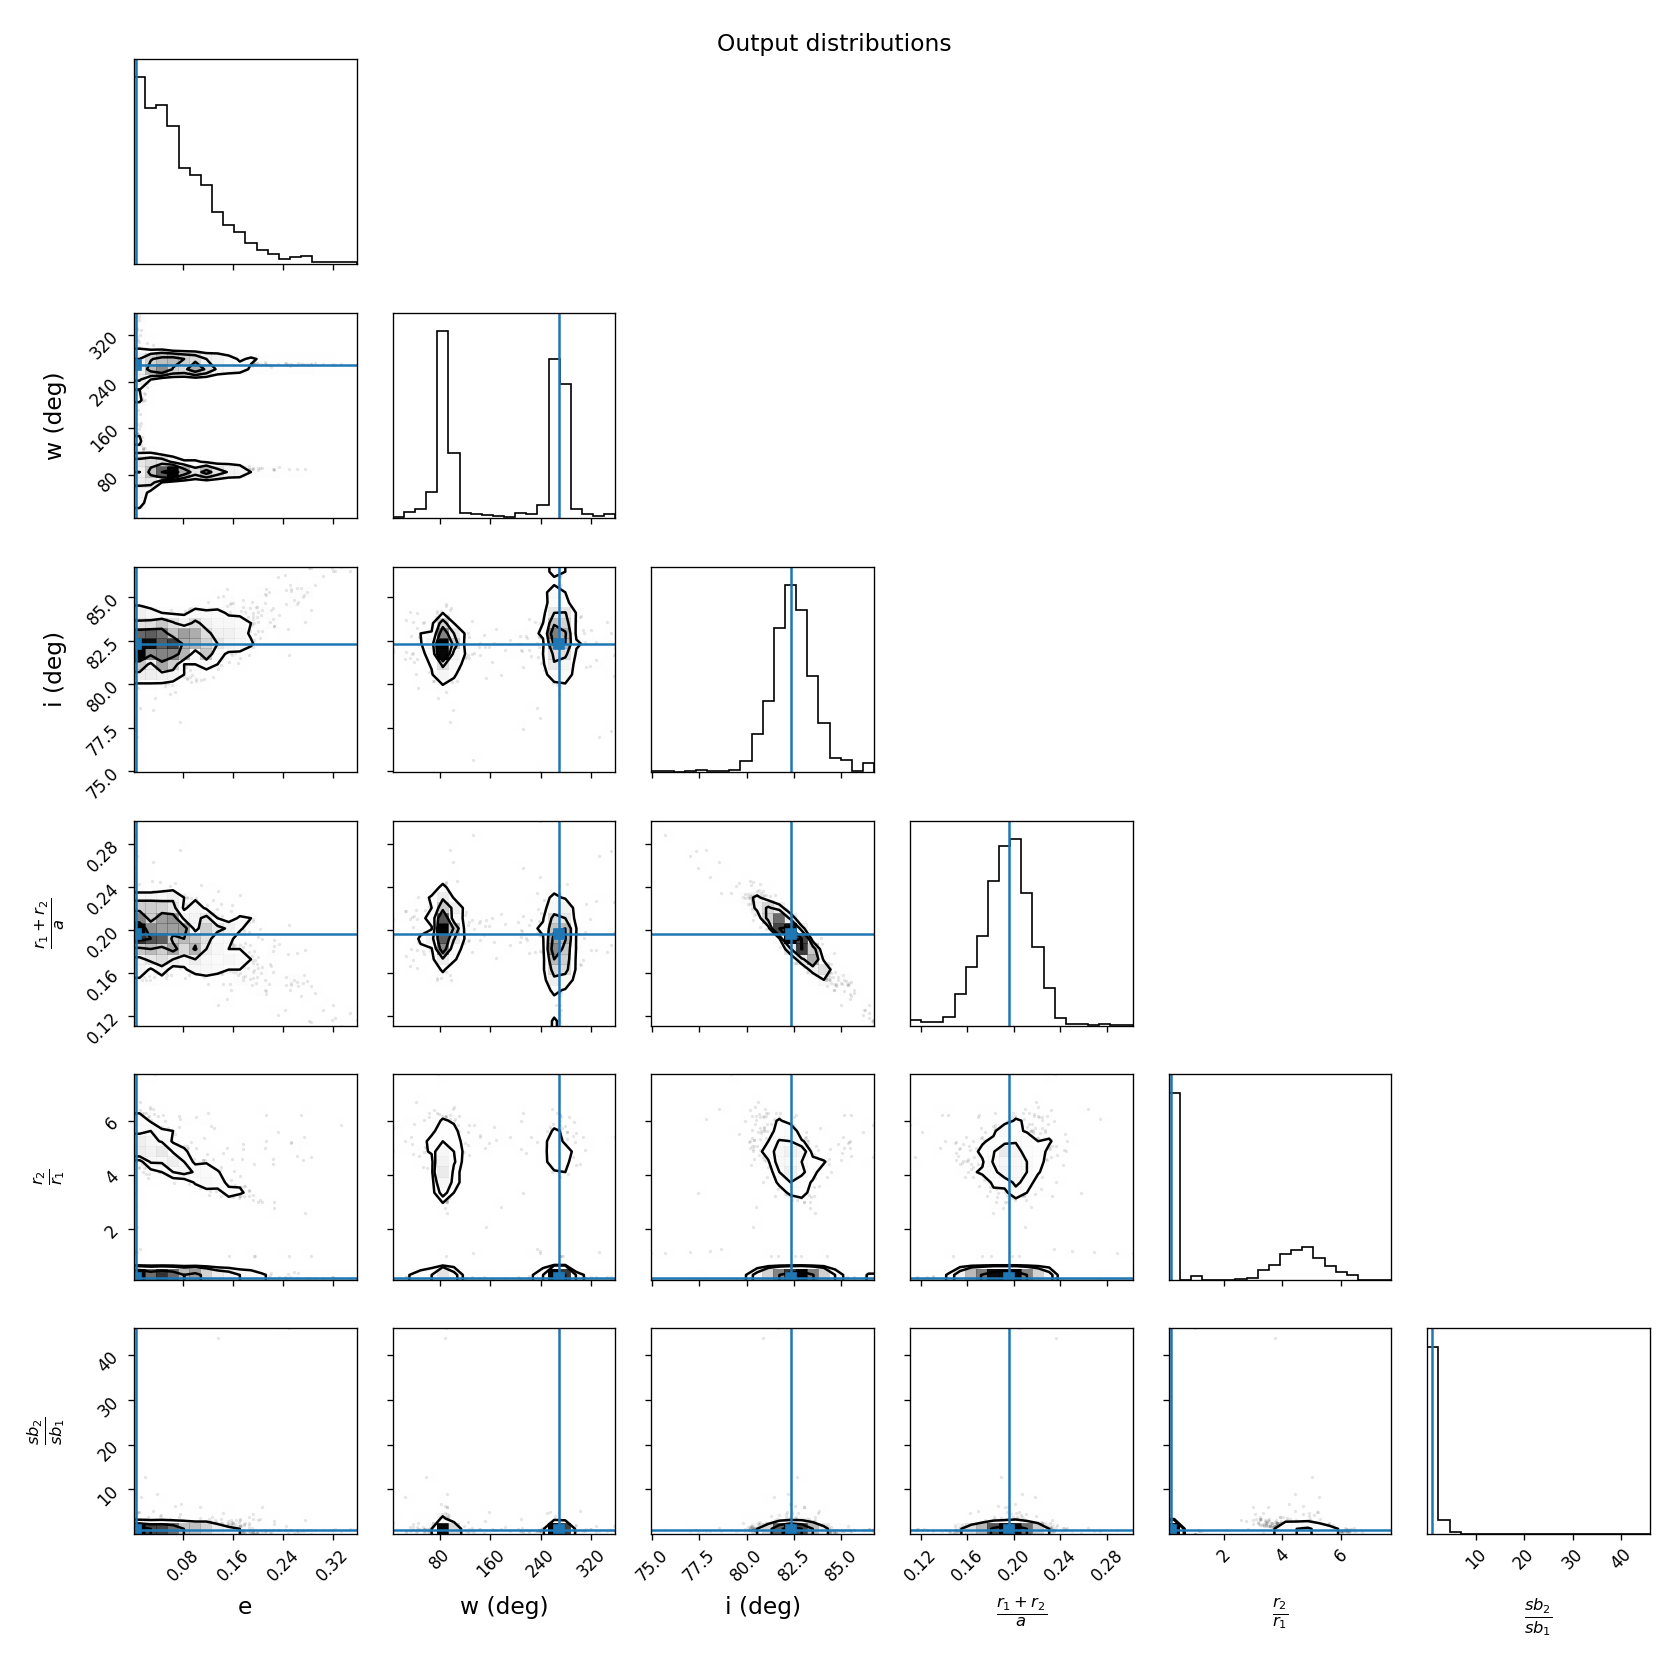 Output distributions
w (deg)
320
240
160
80
i (deg)
85.0
82.5
80.0
77.5
75.0
r₁ + r₂
a
0.28
0.24
0.20
0.16
0.12
r₂
r₁
6
4
2
sb₂
sb₁
40
30
20
10
0.08 0.16 0.24 0.32 80 160 240 320 75.0 77.5 80.0 82.5 85.0 0.12 0.16 0.20 0.24 0.28 2 4 6 10 20 30 40
e w (deg) i (deg) r₁ + r₂ r₂ sb₂
a r₁ sb₁